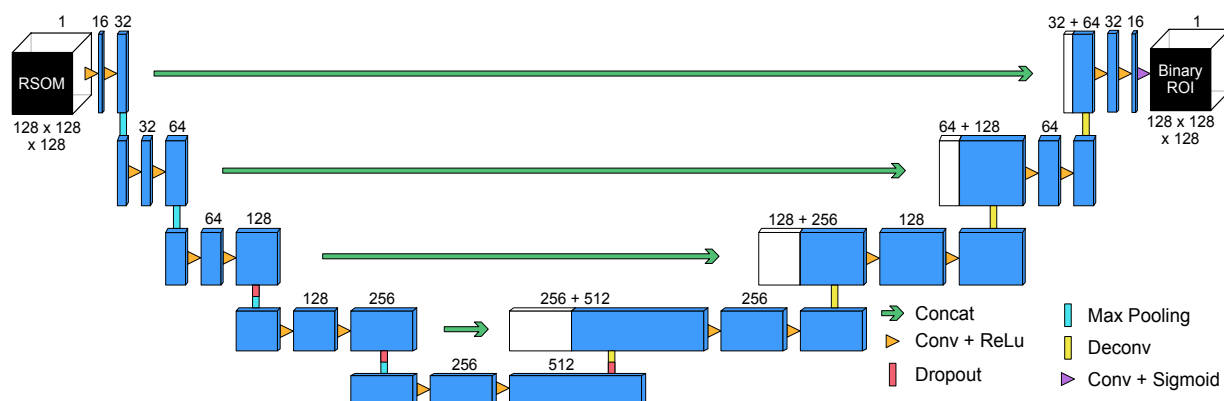 1
16
32
RSOM
128 x 128
x 128
32 + 64
32
16
1
Binary
ROI
128 x 128
x 128
32
64
64 + 128
64
64
128
128 + 256
128
128
256
256 + 512
256
256
512
Concat
Conv + ReLu
Dropout
Max Pooling
Deconv
Conv + Sigmoid